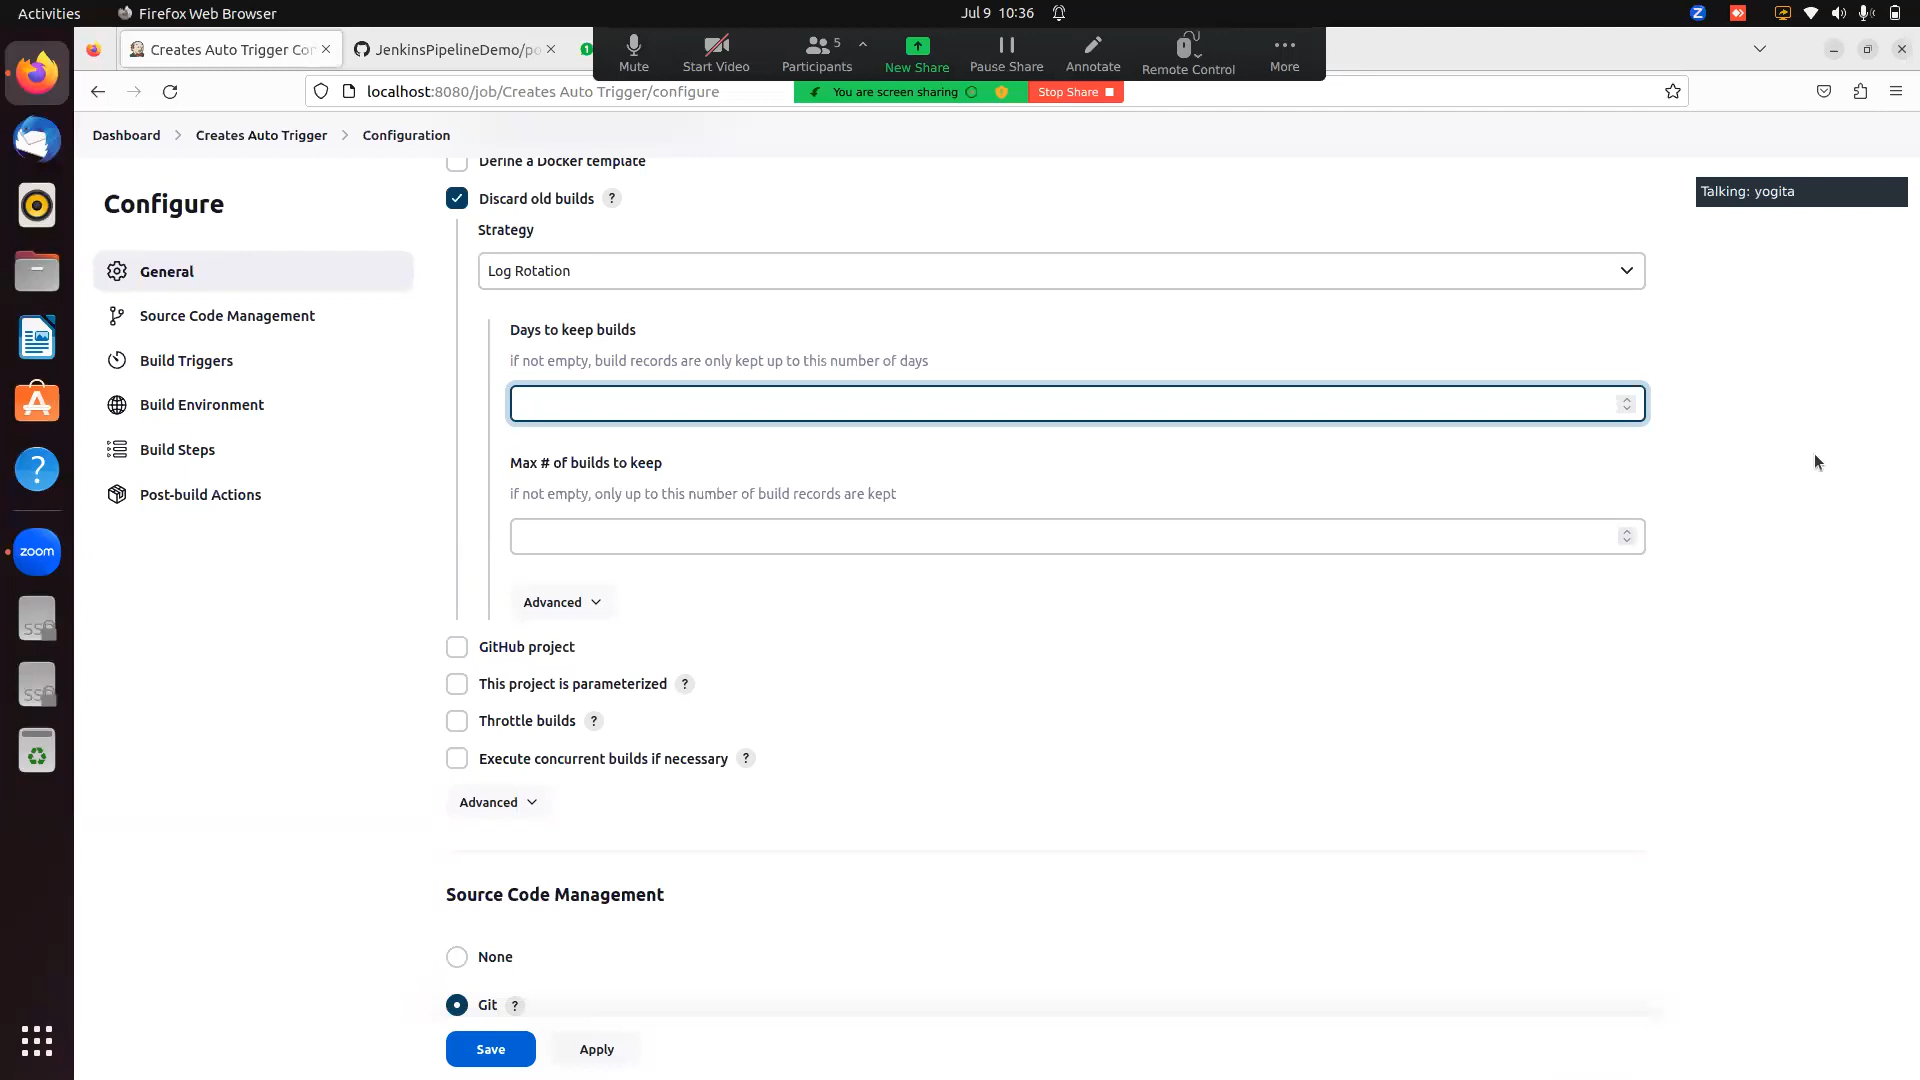 Activities
Firefox Web Browser
Jul 9 10:36
Creates Auto Trigger Con
JenkinsPipelineDemo/po
1
Mute
Start Video
Participants
5
New Share
Pause Share
Annotate
Remote Control
More
localhost:8080/job/Creates Auto Trigger/configure
You are screen sharing
Stop Share
Dashboard
Creates Auto Trigger
Configuration
Talking: yogita
Configure
General
Source Code Management
Build Triggers
Build Environment
Build Steps
Post-build Actions
Define a Docker template
Discard old builds ?
Strategy
Log Rotation
Days to keep builds
if not empty, build records are only kept up to this number of days
Max # of builds to keep
if not empty, only up to this number of build records are kept
Advanced
GitHub project
This project is parameterized ?
Throttle builds ?
Execute concurrent builds if necessary ?
Advanced
Source Code Management
None
Git ?
Save
Apply
zoom